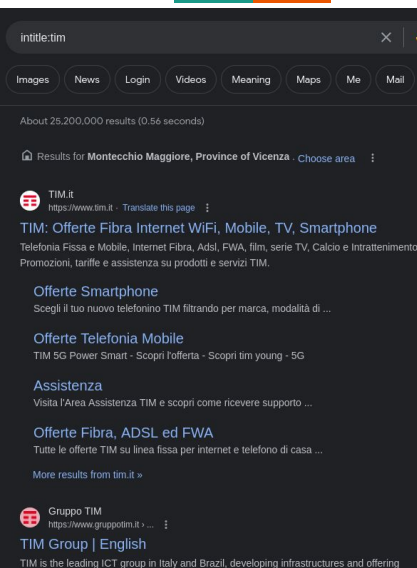 intitle:tim
Images News Login Videos Meaning Maps Me Mail
About 25,200,000 results (0.56 seconds)
Results for Montecchio Maggiore, Province of Vicenza · Choose area
TIM.it
https://www.tim.it · Translate this page
TIM: Offerte Fibra Internet WiFi, Mobile, TV, Smartphone
Telefonia Fissa e Mobile, Internet Fibra, Adsl, FWA, film, serie TV, Calcio e Intrattenimento
Promozioni, tariffe e assistenza su prodotti e servizi TIM.
Offerte Smartphone
Scegli il tuo nuovo telefonino TIM filtrando per marca, modalità di ...
Offerte Telefonia Mobile
TIM 5G Power Smart - Scopri l'offerta - Scopri tim young - 5G
Assistenza
Visita l'Area Assistenza TIM e scopri come ricevere supporto ...
Offerte Fibra, ADSL ed FWA
Tutte le offerte TIM su linea fissa per internet e telefono di casa ...
More results from tim.it »
Gruppo TIM
https://www.gruppotim.it › ...
TIM Group | English
TIM is the leading ICT group in Italy and Brazil, developing infrastructures and offering